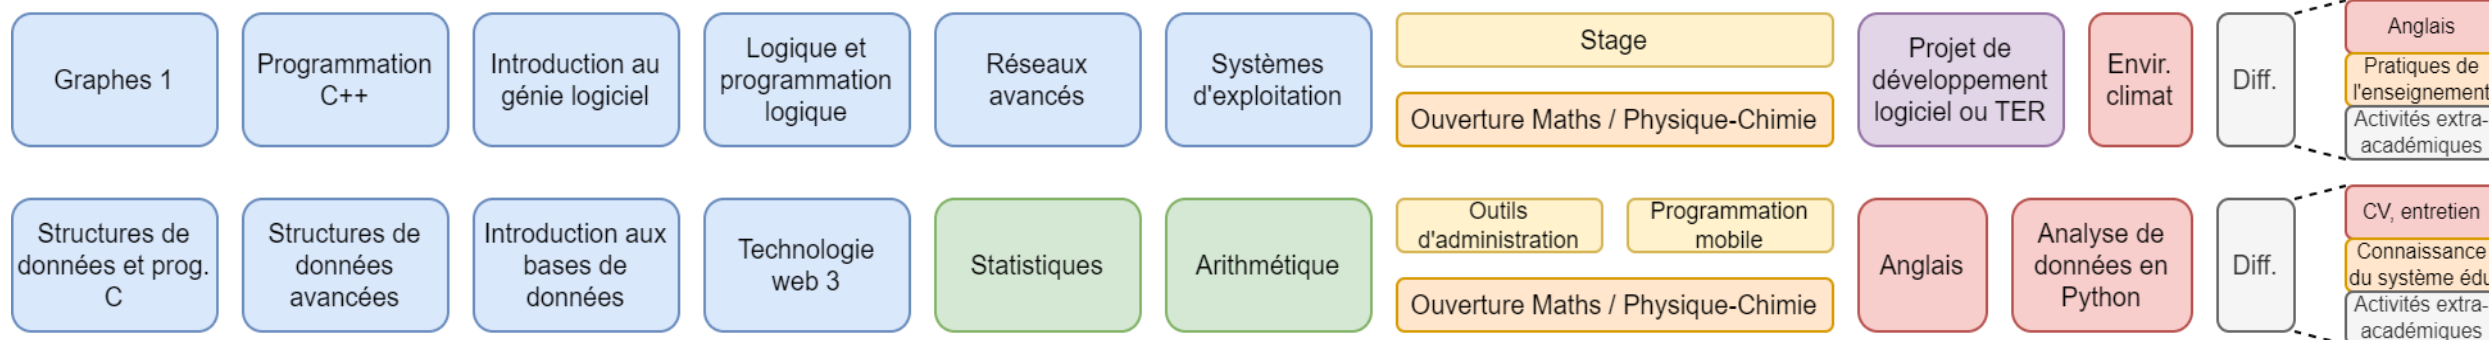 Graphes 1
Programmation
C++
Introduction au
génie logiciel
Logique et
programmation
logique
Réseaux
avancés
Systèmes
d'exploitation
Stage
Ouverture Maths / Physique-Chimie
Projet de
développement
logiciel ou TER
Envir.
climat
Diff.
Anglais
Pratiques de
l'enseignement
Activités extra-
académiques
Structures de
données et prog.
C
Structures de
données
avancées
Introduction aux
bases de
données
Technologie
web 3
Statistiques
Arithmétique
Outils
d'administration
Programmation
mobile
Ouverture Maths / Physique-Chimie
Anglais
Analyse de
données en
Python
Diff.
CV, entretien
Connaissance
du système édu
Activités extra-
académiques